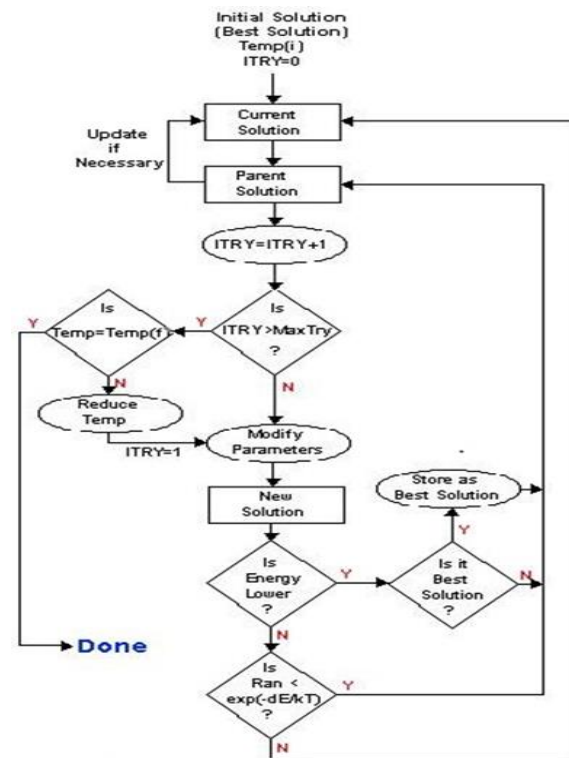 Initial Solution
(Best Solution)
Temp(i)
ITRY=0
Current
Solution
Update
if
Necessary
Parent
Solution
ITRY=ITRY+1
Is
Temp=Temp(f)
Y
Y
Is
ITRY>MaxTry
?
N
N
Reduce
Temp
ITRY=1
Modify
Parameters
New
Solution
Store as
Best Solution
Y
Is
Energy
Lower
?
Y
Is it
Best
Solution
?
N
N
Done
Is
Ran <
exp(-dE/kT)
?
Y
N